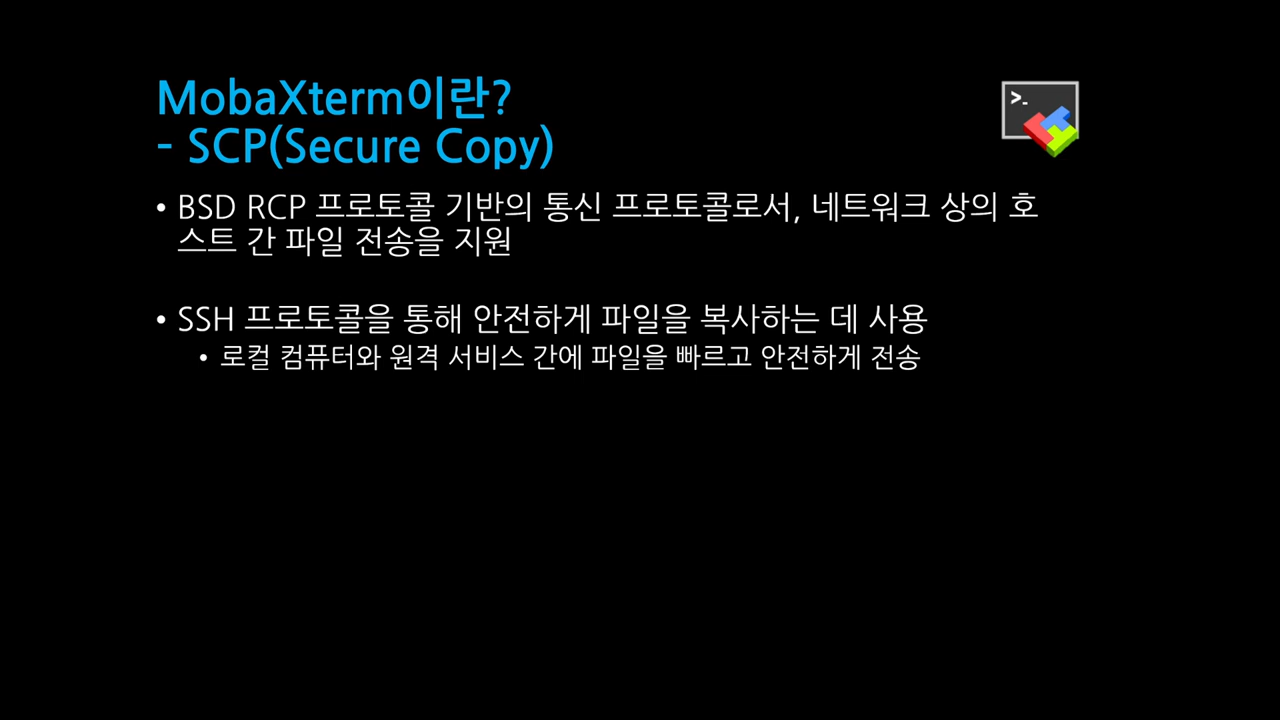 MobaXterm이란?
- SCP(Secure Copy)
• BSD RCP 프로토콜 기반의 통신 프로토콜로서, 네트워크 상의 호
스트 간 파일 전송을 지원
• SSH 프로토콜을 통해 안전하게 파일을 복사하는 데 사용
• 로컬 컴퓨터와 원격 서비스 간에 파일을 빠르고 안전하게 전송